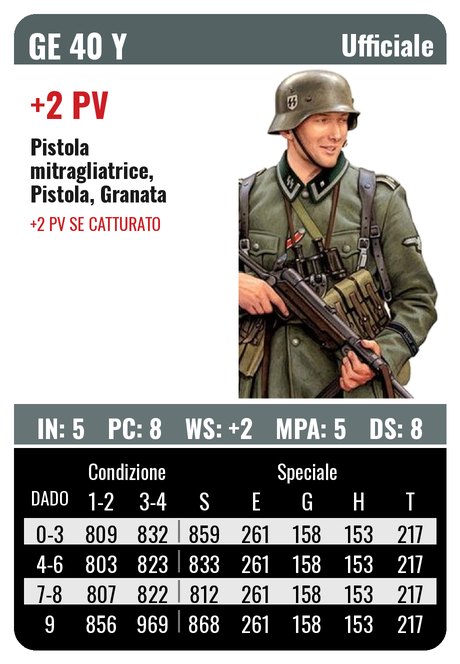 GE 40 Y Ufficiale
+2 PV
Pistola
mitragliatrice,
Pistola, Granata
+2 PV SE CATTURATO
IN: 5 PC: 8 WS: +2 MPA: 5 DS: 8
Condizione Speciale
DADO 1-2 3-4 S E G H T
0-3 809 832 859 261 158 153 217
4-6 803 823 833 261 158 153 217
7-8 807 822 812 261 158 153 217
9 856 969 868 261 158 153 217